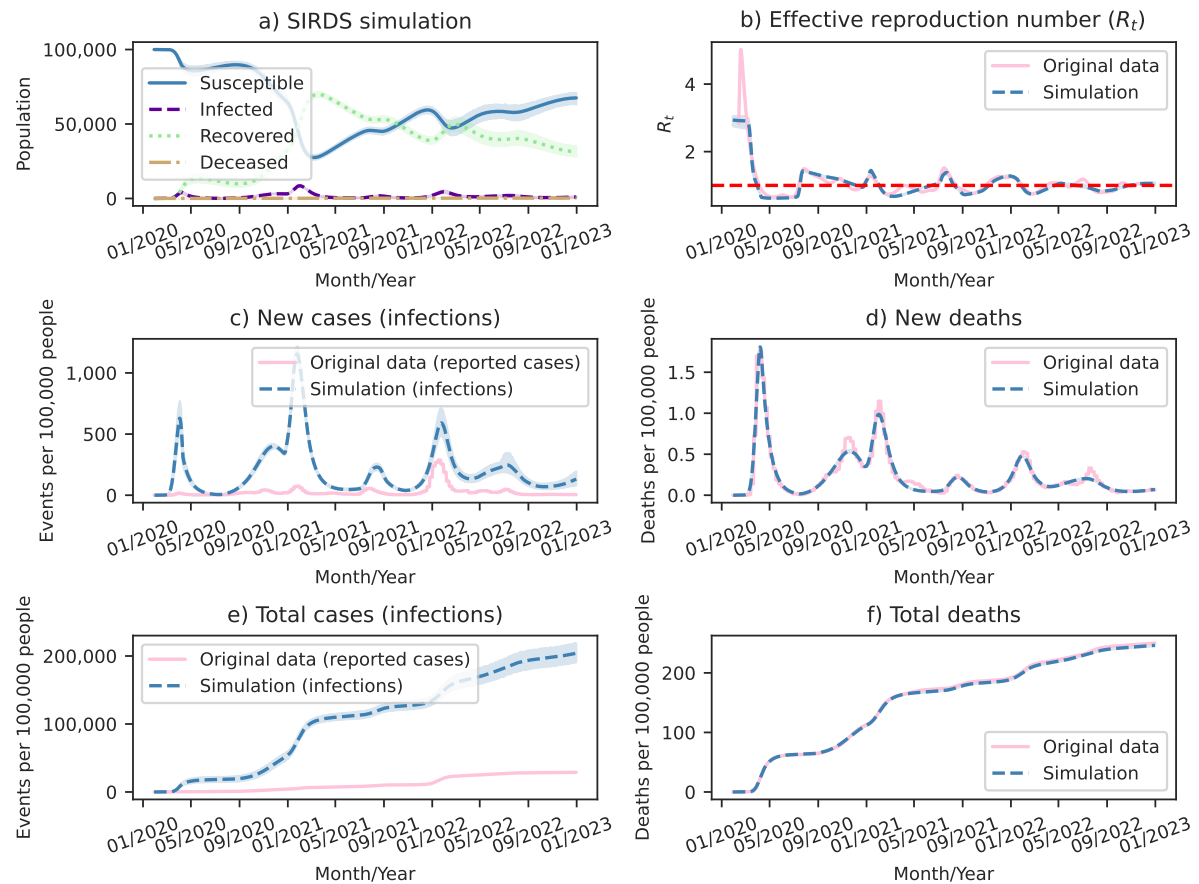 a) SIRDS simulation
Population
100,000
50,000
0
Susceptible
Infected
Recovered
Deceased
01/2020 05/2020 09/2020 01/2021 05/2021 09/2021 01/2022 05/2022 09/2022 01/2023
Month/Year
b) Effective reproduction number (Rₜ)
Rₜ
4
2
Original data
Simulation
01/2020 05/2020 09/2020 01/2021 05/2021 09/2021 01/2022 05/2022 09/2022 01/2023
Month/Year
c) New cases (infections)
Events per 100,000 people
1,000
500
0
Original data (reported cases)
Simulation (infections)
01/2020 05/2020 09/2020 01/2021 05/2021 09/2021 01/2022 05/2022 09/2022 01/2023
Month/Year
d) New deaths
Deaths per 100,000 people
1.5
1.0
0.5
0.0
Original data
Simulation
01/2020 05/2020 09/2020 01/2021 05/2021 09/2021 01/2022 05/2022 09/2022 01/2023
Month/Year
e) Total cases (infections)
Events per 100,000 people
200,000
100,000
0
Original data (reported cases)
Simulation (infections)
01/2020 05/2020 09/2020 01/2021 05/2021 09/2021 01/2022 05/2022 09/2022 01/2023
Month/Year
f) Total deaths
Deaths per 100,000 people
200
100
0
Original data
Simulation
01/2020 05/2020 09/2020 01/2021 05/2021 09/2021 01/2022 05/2022 09/2022 01/2023
Month/Year